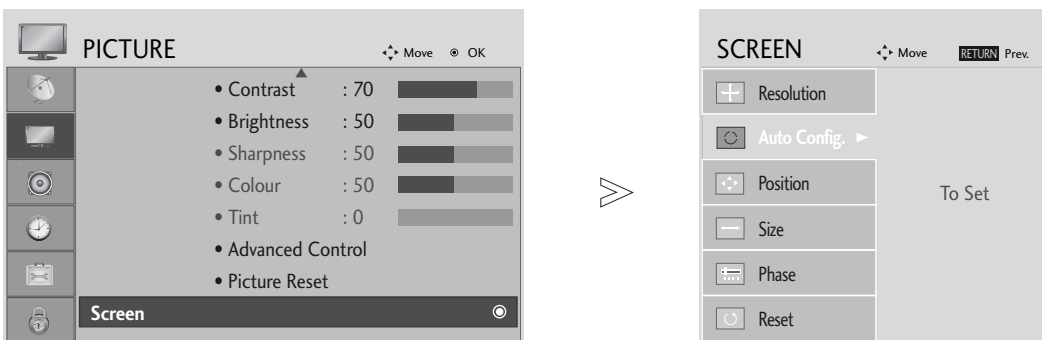 PICTURE
Move OK
• Contrast : 70
• Brightness : 50
• Sharpness : 50
• Colour : 50
• Tint : 0
• Advanced Control
• Picture Reset
Screen
SCREEN
Move RETURN Prev.
Resolution
Auto Config. ►
Position
Size
Phase
Reset
To Set